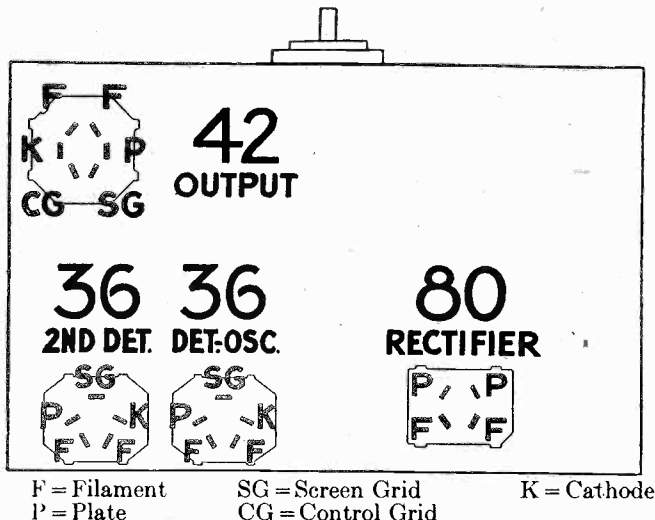 F F
K P
CG SG
42
OUTPUT
36 36 80
2ND DET. DET-OSC. RECTIFIER
SG SG
P K P K P P
F F F F F F
F = Filament SG = Screen Grid K = Cathode
P = Plate CG = Control Grid